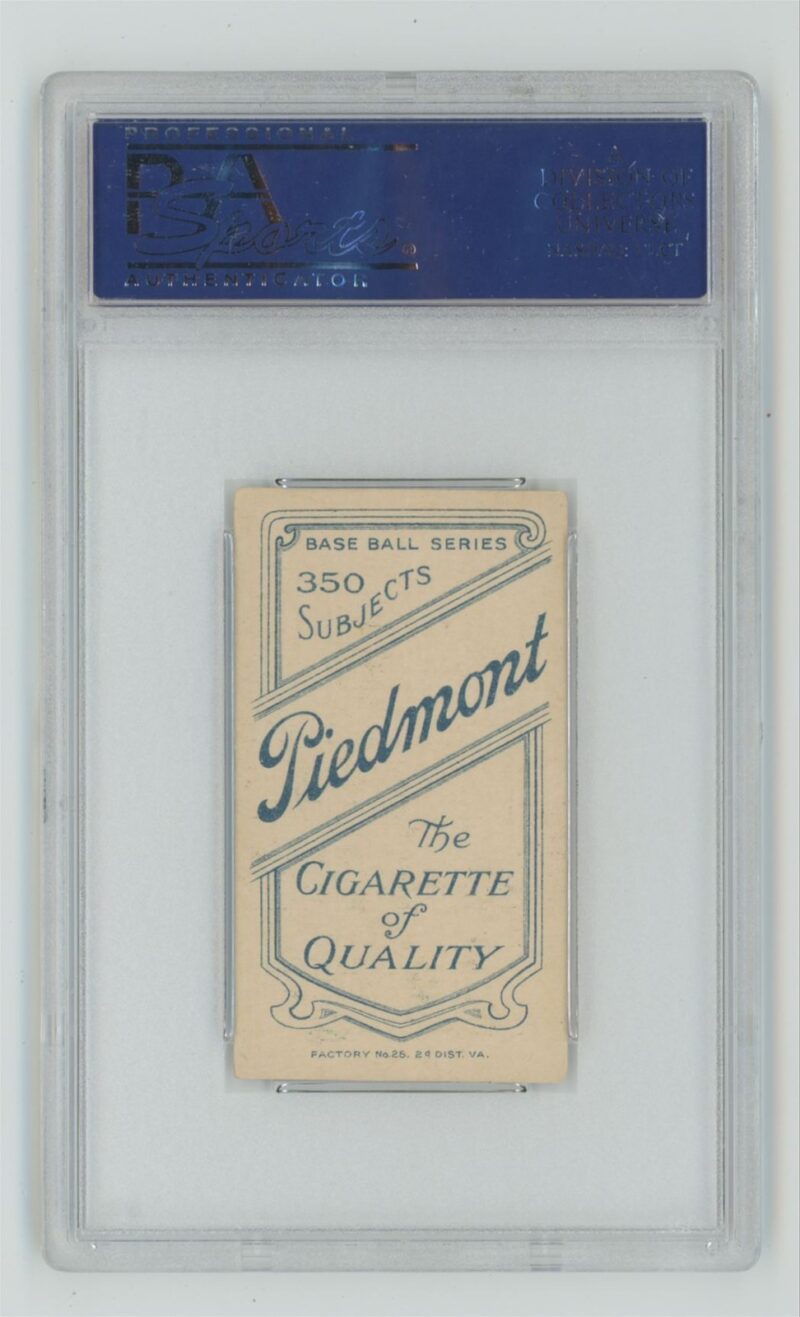 PROFESSIONAL
PSA
Sports®
AUTHENTICATOR
A
DIVISION OF
COLLECTORS
UNIVERSE
BASE BALL SERIES
350
SUBJECTS
Piedmont
The
CIGARETTE
of
QUALITY
FACTORY No.25. 2d DIST. VA.